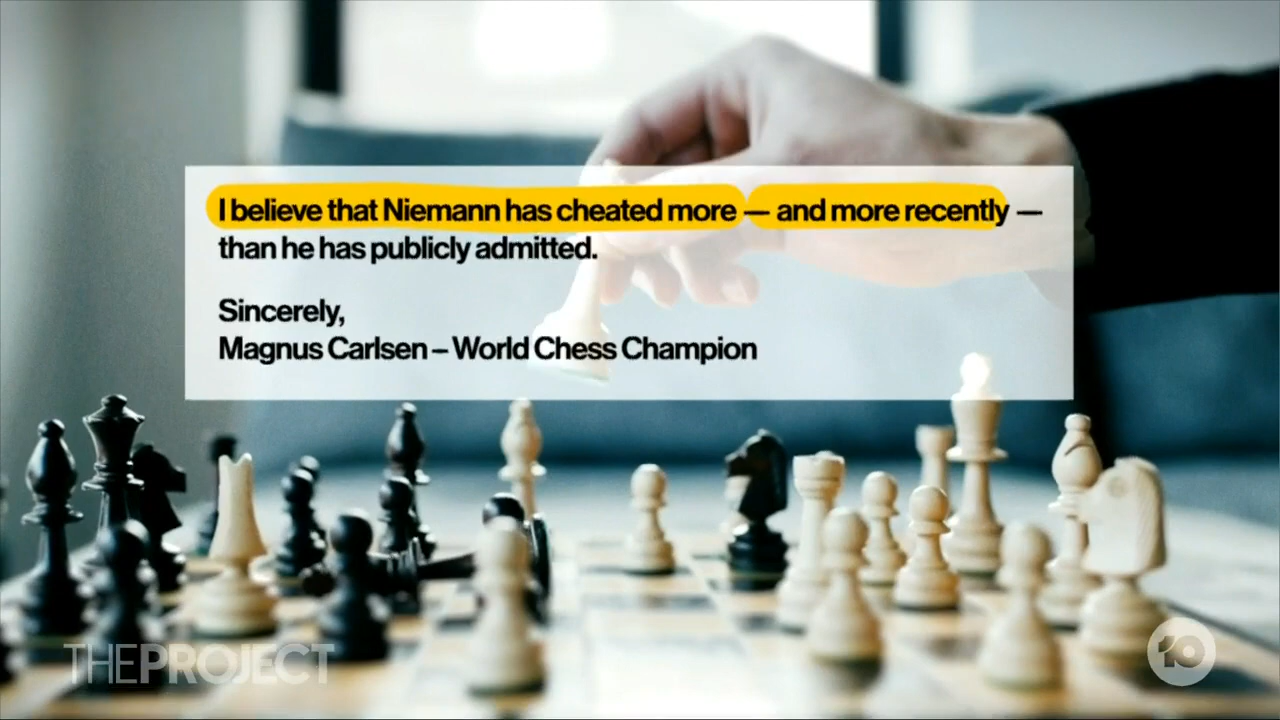 I believe that Niemann has cheated more — and more recently —
than he has publicly admitted.
Sincerely,
Magnus Carlsen – World Chess Champion
THEPROJECT
10